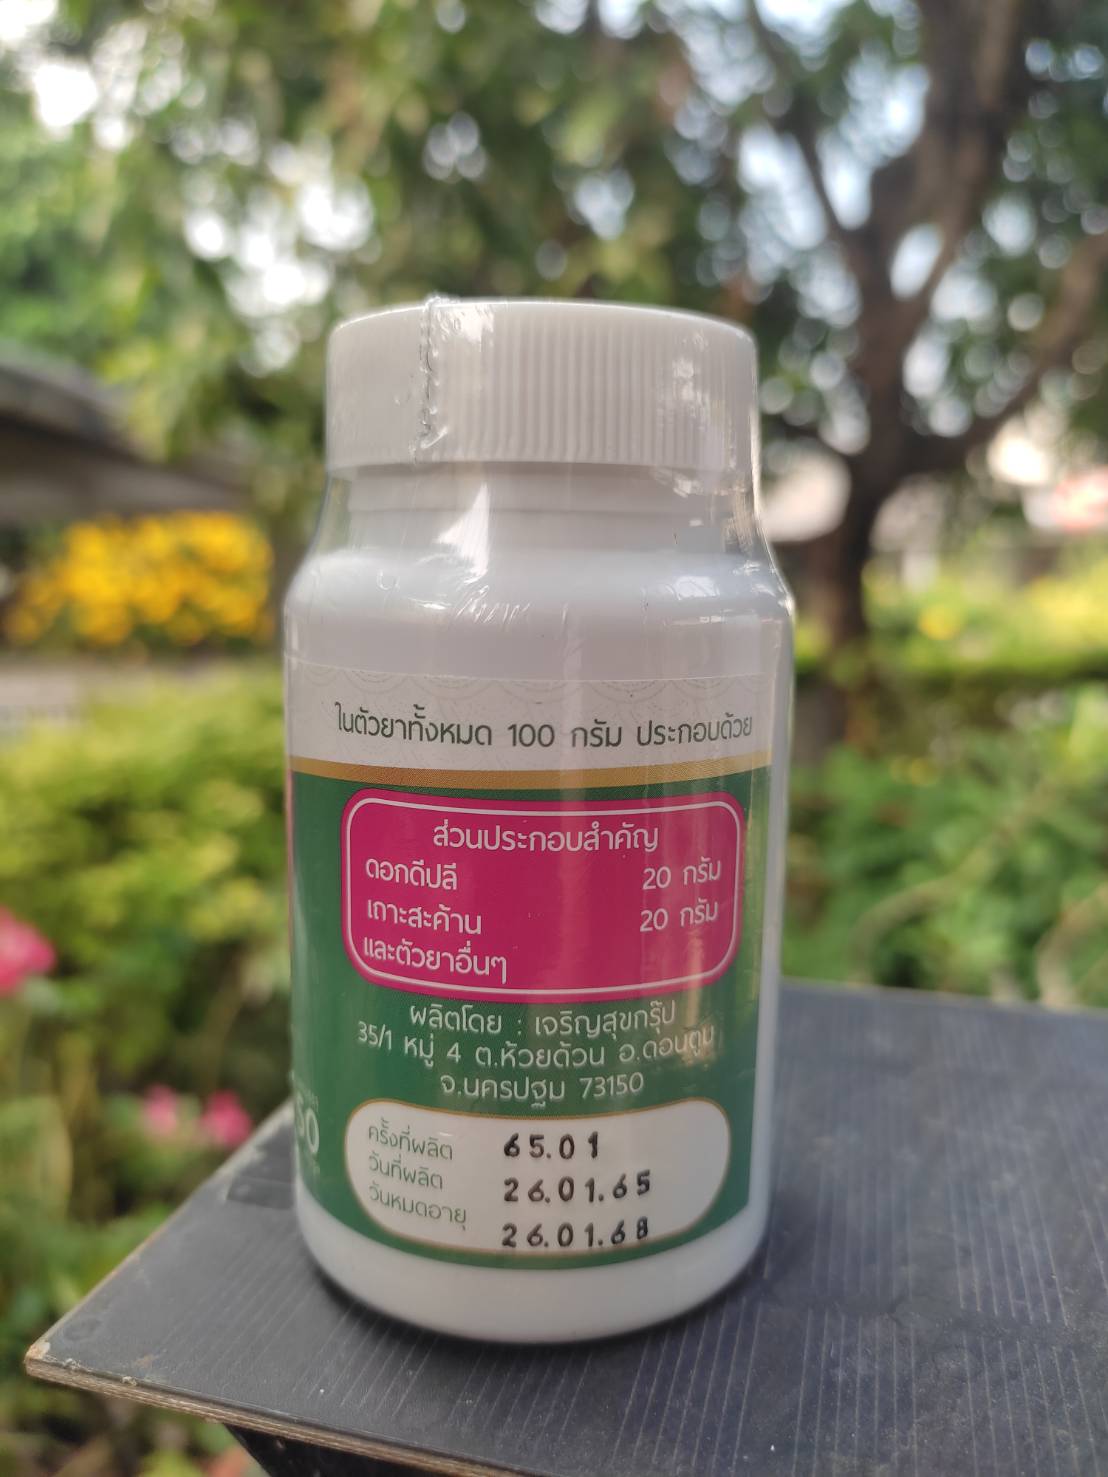 ในตัวยาทั้งหมด 100 กรัม ประกอบด้วย
ส่วนประกอบสำคัญ
ดอกดีปลี 20 กรัม
เถาะสะค้าน 20 กรัม
และตัวยาอื่นๆ
ผลิตโดย : เจริญสุขกรุ๊ป
35/1 หมู่ 4 ต.ห้วยด้วน อ.ดอนตูม
จ.นครปฐม 73150
ครั้งที่ผลิต 65.01
วันที่ผลิต 26.01.65
วันหมดอายุ 26.01.68